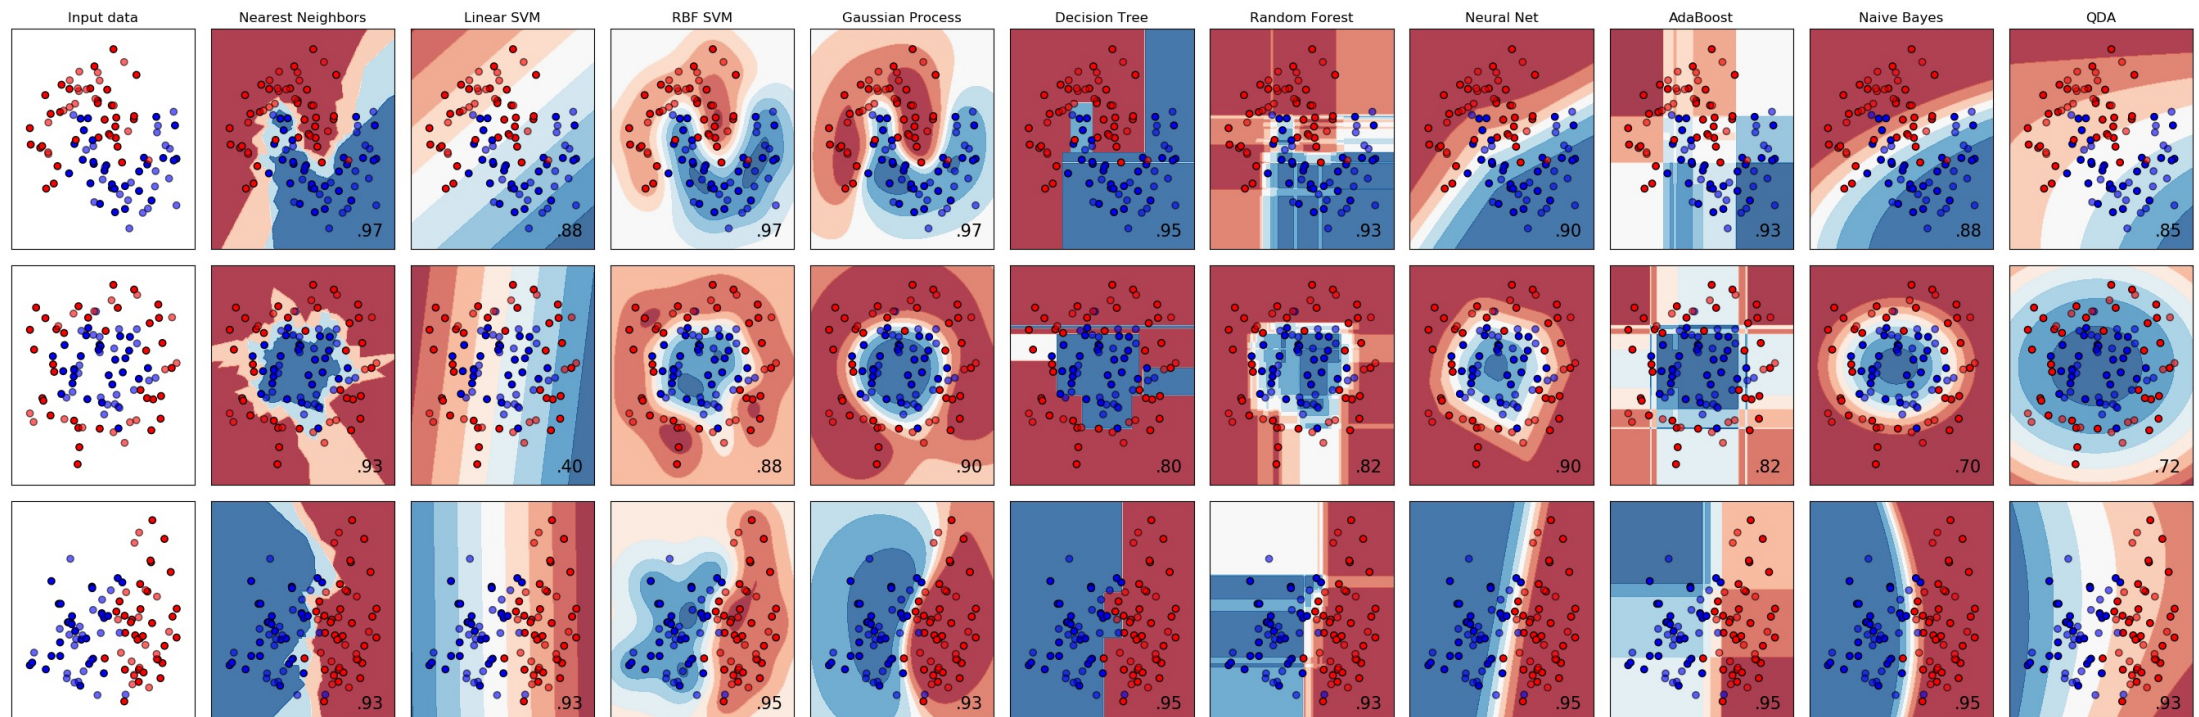 Input data Nearest Neighbors Linear SVM RBF SVM Gaussian Process Decision Tree Random Forest Neural Net AdaBoost Naive Bayes QDA
.97 .88 .97 .97 .95 .93 .90 .93 .88 .85
.93 .40 .88 .90 .80 .82 .90 .82 .70 .72
.93 .93 .95 .93 .95 .93 .95 .95 .95 .93